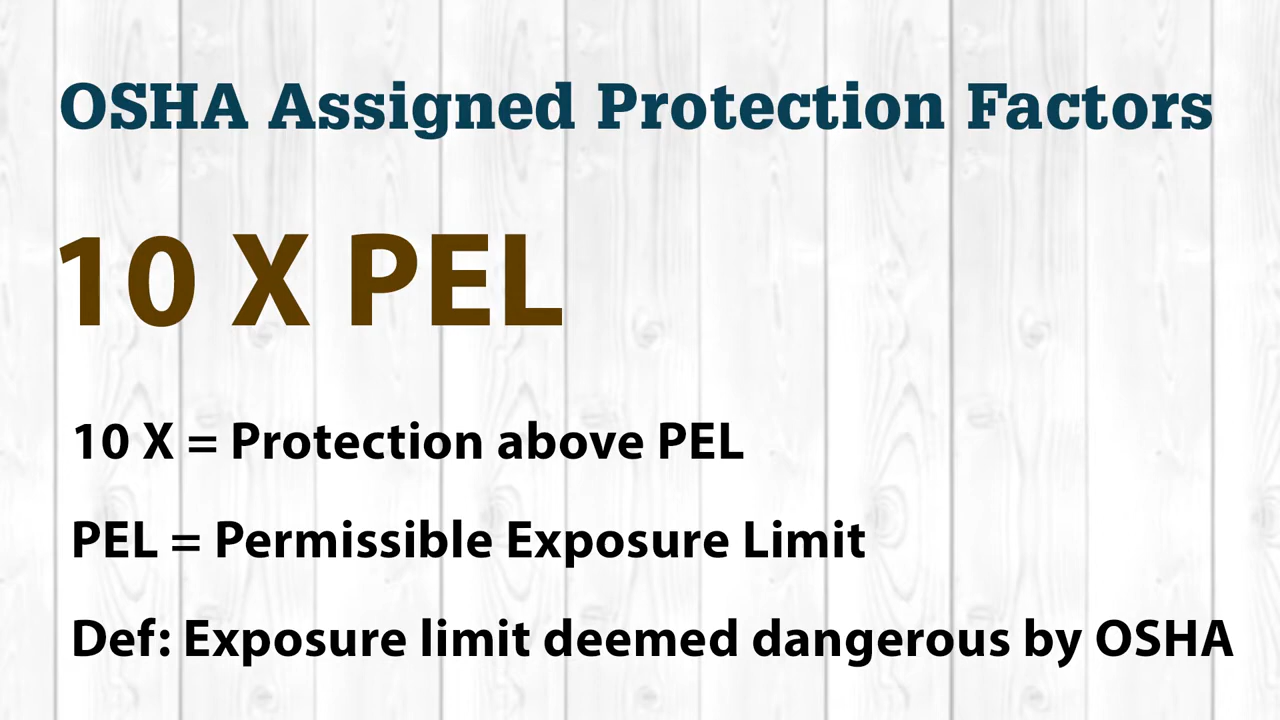 OSHA Assigned Protection Factors
10 X PEL
10 X = Protection above PEL
PEL = Permissible Exposure Limit
Def: Exposure limit deemed dangerous by OSHA